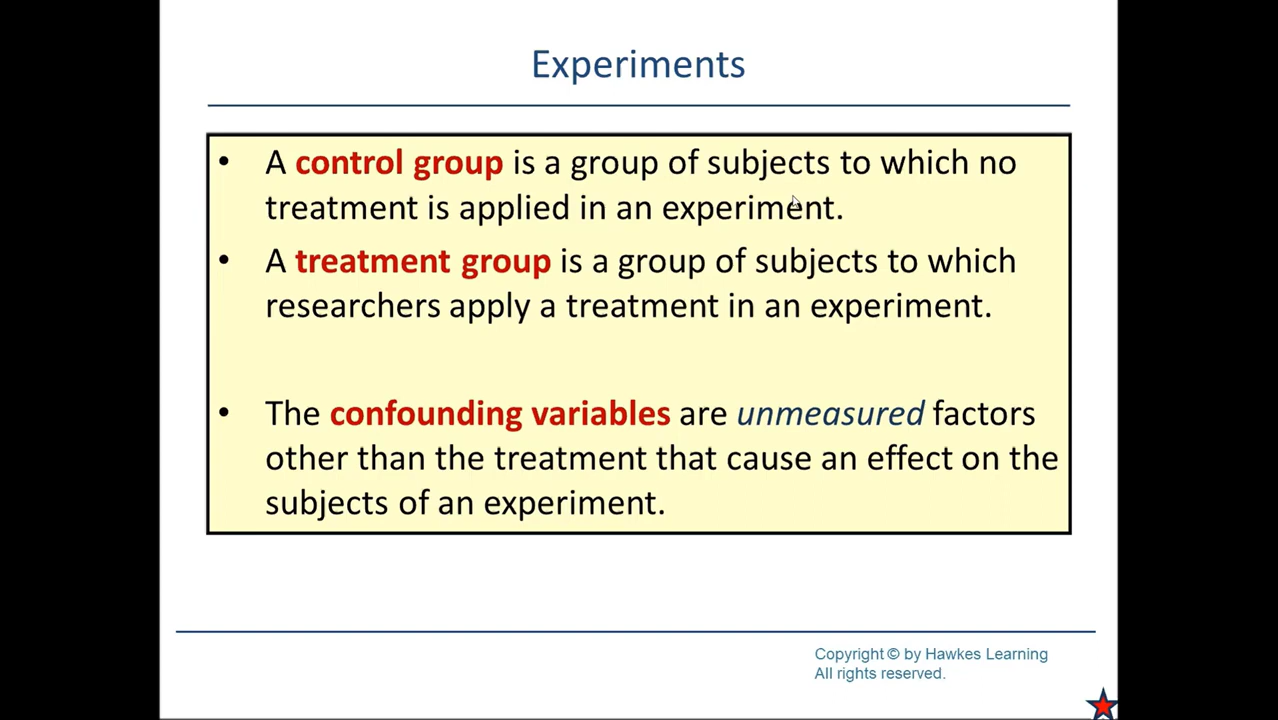 Experiments
• A control group is a group of subjects to which no
treatment is applied in an experiment.
• A treatment group is a group of subjects to which
researchers apply a treatment in an experiment.
• The confounding variables are unmeasured factors
other than the treatment that cause an effect on the
subjects of an experiment.
Copyright © by Hawkes Learning
All rights reserved.